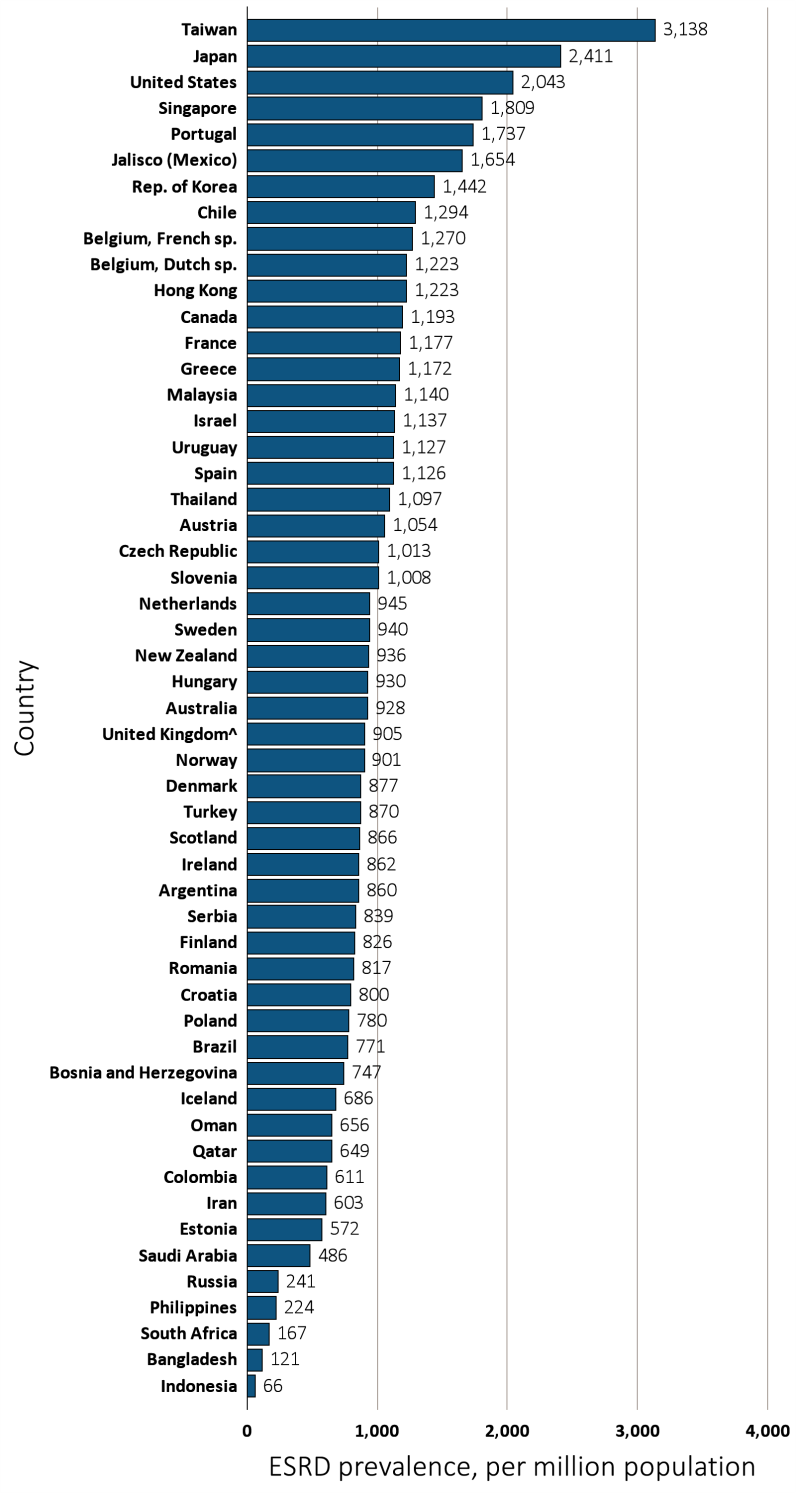 Taiwan 3,138
Japan 2,411
United States 2,043
Singapore 1,809
Portugal 1,737
Jalisco (Mexico) 1,654
Rep. of Korea 1,442
Chile 1,294
Belgium, French sp. 1,270
Belgium, Dutch sp. 1,223
Hong Kong 1,223
Canada 1,193
France 1,177
Greece 1,172
Malaysia 1,140
Israel 1,137
Uruguay 1,127
Spain 1,126
Thailand 1,097
Austria 1,054
Czech Republic 1,013
Slovenia 1,008
Netherlands 945
Sweden 940
New Zealand 936
Hungary 930
Australia 928
United Kingdom^ 905
Norway 901
Denmark 877
Turkey 870
Scotland 866
Ireland 862
Argentina 860
Serbia 839
Finland 826
Romania 817
Croatia 800
Poland 780
Brazil 771
Bosnia and Herzegovina 747
Iceland 686
Oman 656
Qatar 649
Colombia 611
Iran 603
Estonia 572
Saudi Arabia 486
Russia 241
Philippines 224
South Africa 167
Bangladesh 121
Indonesia 66
Country
0 1,000 2,000 3,000 4,000
ESRD prevalence, per million population